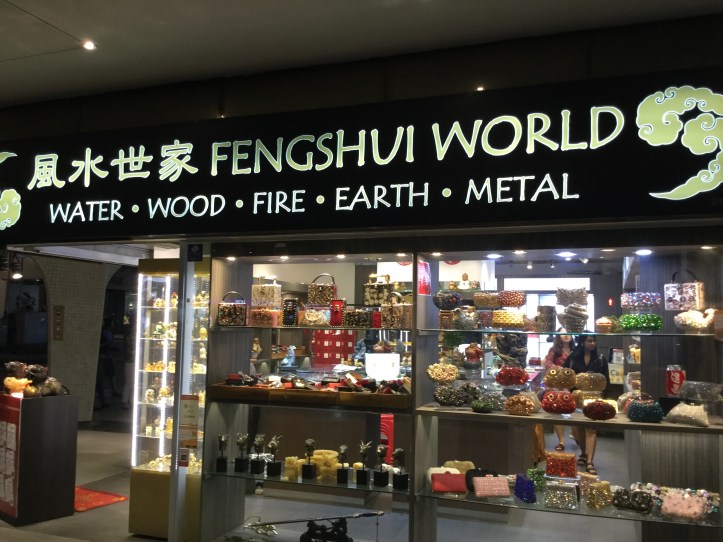 風水世家 FENGSHUI WORLD
WATER • WOOD • FIRE • EARTH • METAL